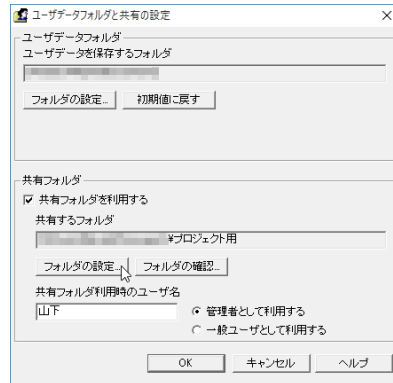 ユーザデータフォルダと共有の設定
ユーザデータフォルダ
ユーザデータを保存するフォルダ
フォルダの設定...
初期値に戻す
共有フォルダ
共有フォルダを利用する
共有するフォルダ
¥プロジェクト用
フォルダの設定...
フォルダの確認...
共有フォルダ利用時のユーザ名
山下
管理者として利用する
一般ユーザとして利用する
OK
キャンセル
ヘルプ